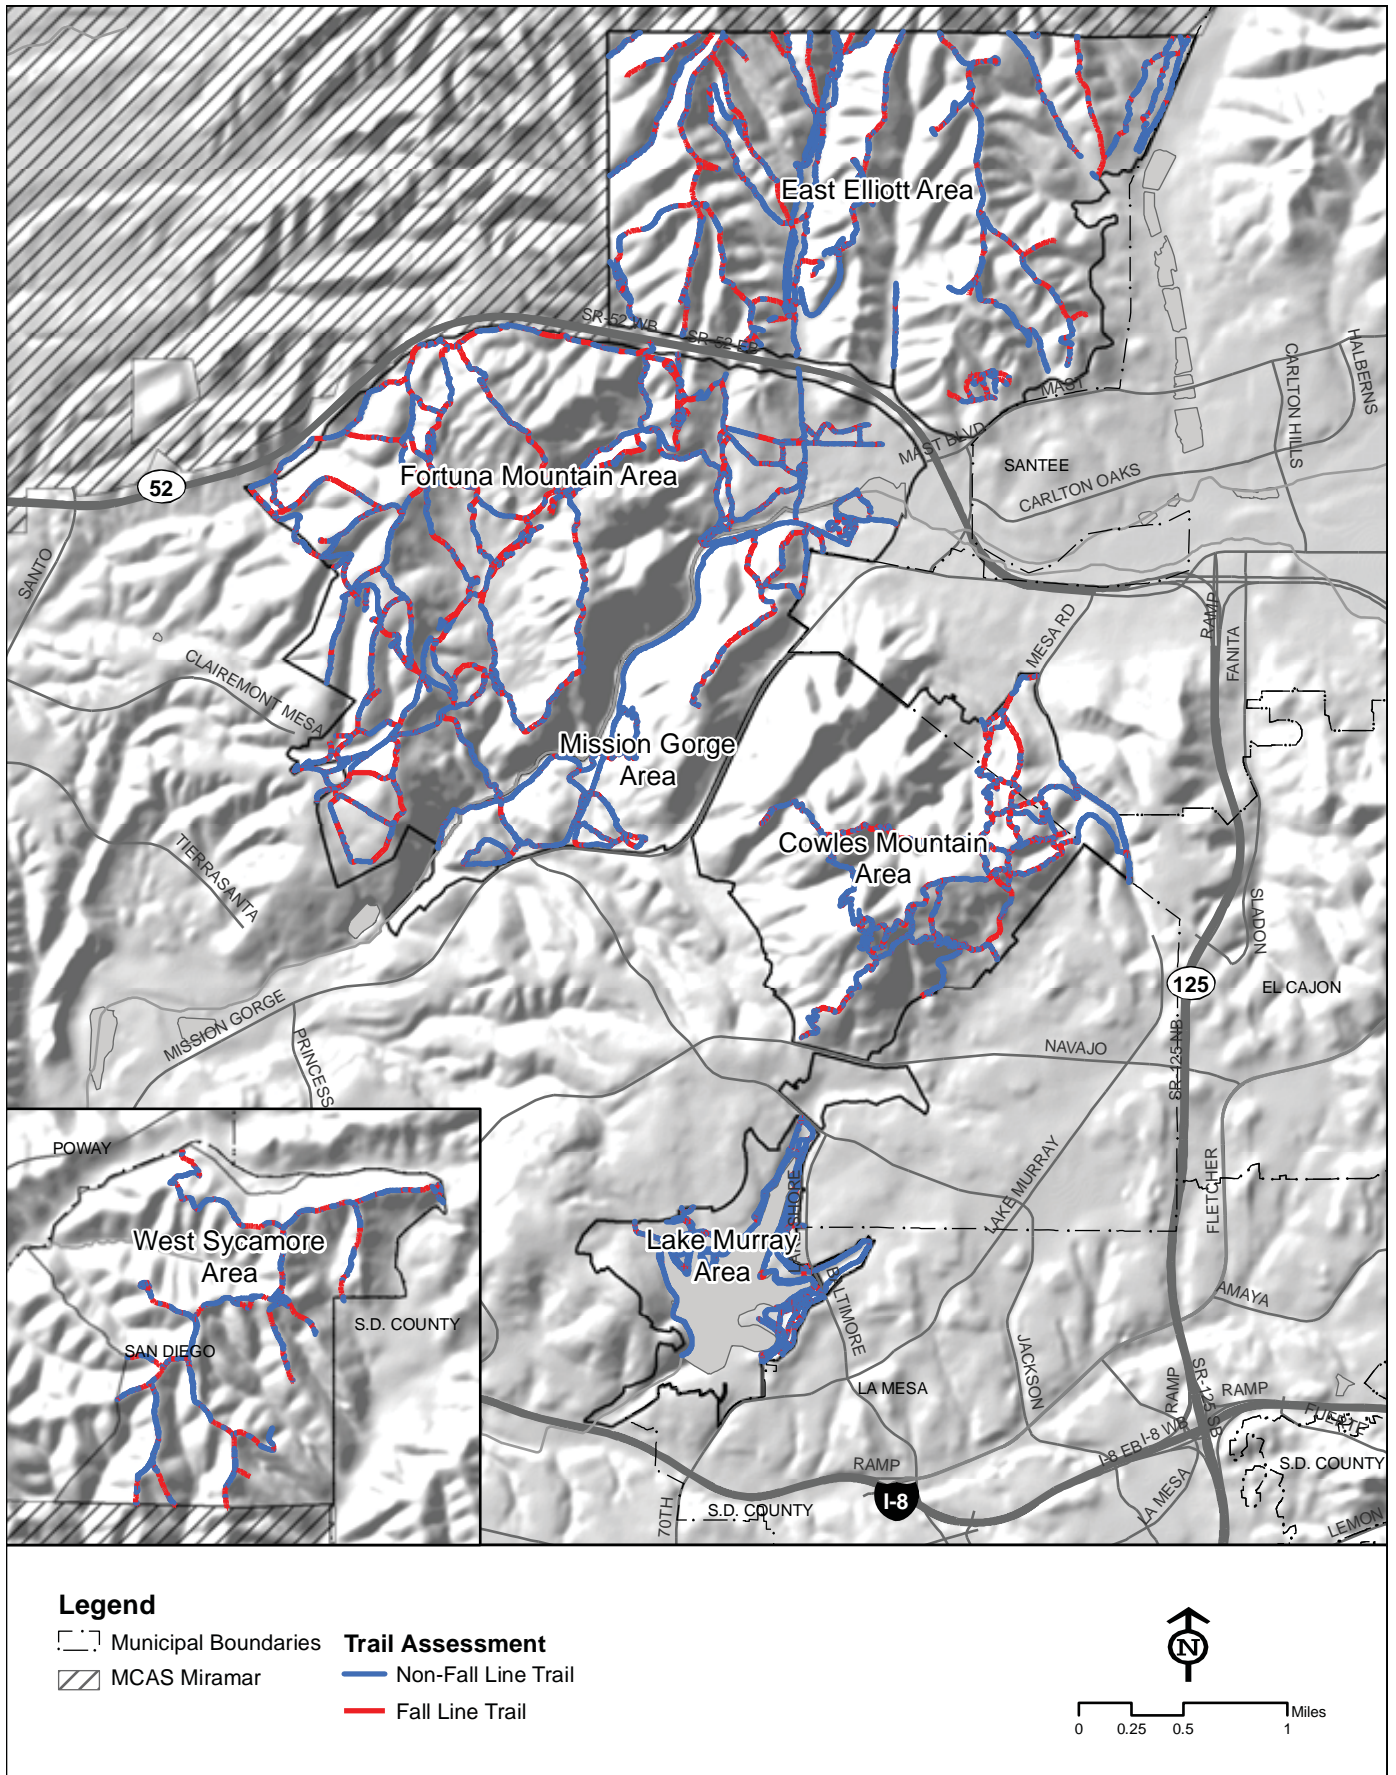 East Elliott Area
SR-52 WB
SR-52 EB
HALBERNS
CARLTON HILLS
MAST
MAST BLVD
SANTEE
CARLTON OAKS
Fortuna Mountain Area
52
SANTO
RAMP
FANITA
MESA RD
CLAIREMONT MESA
Mission Gorge
Area
Cowles Mountain
Area
TIERRASANTA
SLADON
125
EL CAJON
MISSION GORGE
PRINCESS
NAVAJO
SR-125 NB
POWAY
LAKE MURRAY
FLETCHER
SHORE
West Sycamore
Area
Lake Murray
Area
S.D. COUNTY
SAN DIEGO
BALTIMORE
AMAYA
JACKSON
LA MESA
RAMP
SR-125 SB
RAMP
FUERTE
I-8 WB
I-8 EB
S.D. COUNTY
RAMP
I-8
LA MESA
70TH
S.D. COUNTY
LEMON
Legend
Municipal Boundaries
MCAS Miramar
Trail Assessment
Non-Fall Line Trail
Fall Line Trail
N
Miles
0 0.25 0.5 1